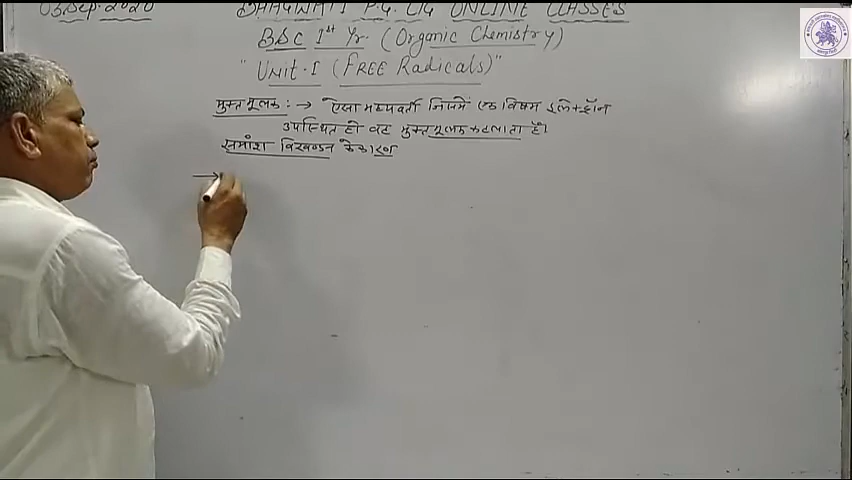 03 Sep. 2020
BHAGWATI P.G. CLG ONLINE CLASSES
BSC Ist Yr. (Organic Chemistry)
"Unit-I (FREE Radicals)"
मुक्त मूलक :→ ऐसा मध्यवर्ती जिसमें एक विषम इलेक्ट्रॉन
उपस्थित हो वह मुक्त मूलक कहलाता है।
समांश विखण्डन के कारण
→